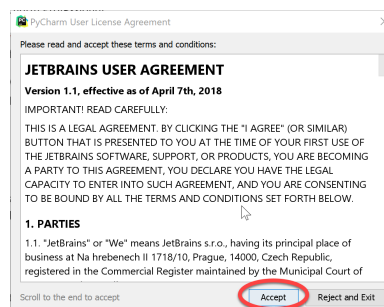 PyCharm User License Agreement
Please read and accept these terms and conditions:
JETBRAINS USER AGREEMENT
Version 1.1, effective as of April 7th, 2018
IMPORTANT! READ CAREFULLY:
THIS IS A LEGAL AGREEMENT. BY CLICKING THE "I AGREE" (OR SIMILAR)
BUTTON THAT IS PRESENTED TO YOU AT THE TIME OF YOUR FIRST USE OF
THE JETBRAINS SOFTWARE, SUPPORT, OR PRODUCTS, YOU ARE BECOMING
A PARTY TO THIS AGREEMENT, YOU DECLARE YOU HAVE THE LEGAL
CAPACITY TO ENTER INTO SUCH AGREEMENT, AND YOU ARE CONSENTING
TO BE BOUND BY ALL THE TERMS AND CONDITIONS SET FORTH BELOW.
1. PARTIES
1.1. "JetBrains" or "We" means JetBrains s.r.o., having its principal place of
business at Na hrebenech II 1718/10, Prague, 14000, Czech Republic,
registered in the Commercial Register maintained by the Municipal Court of
Scroll to the end to accept
Accept
Reject and Exit